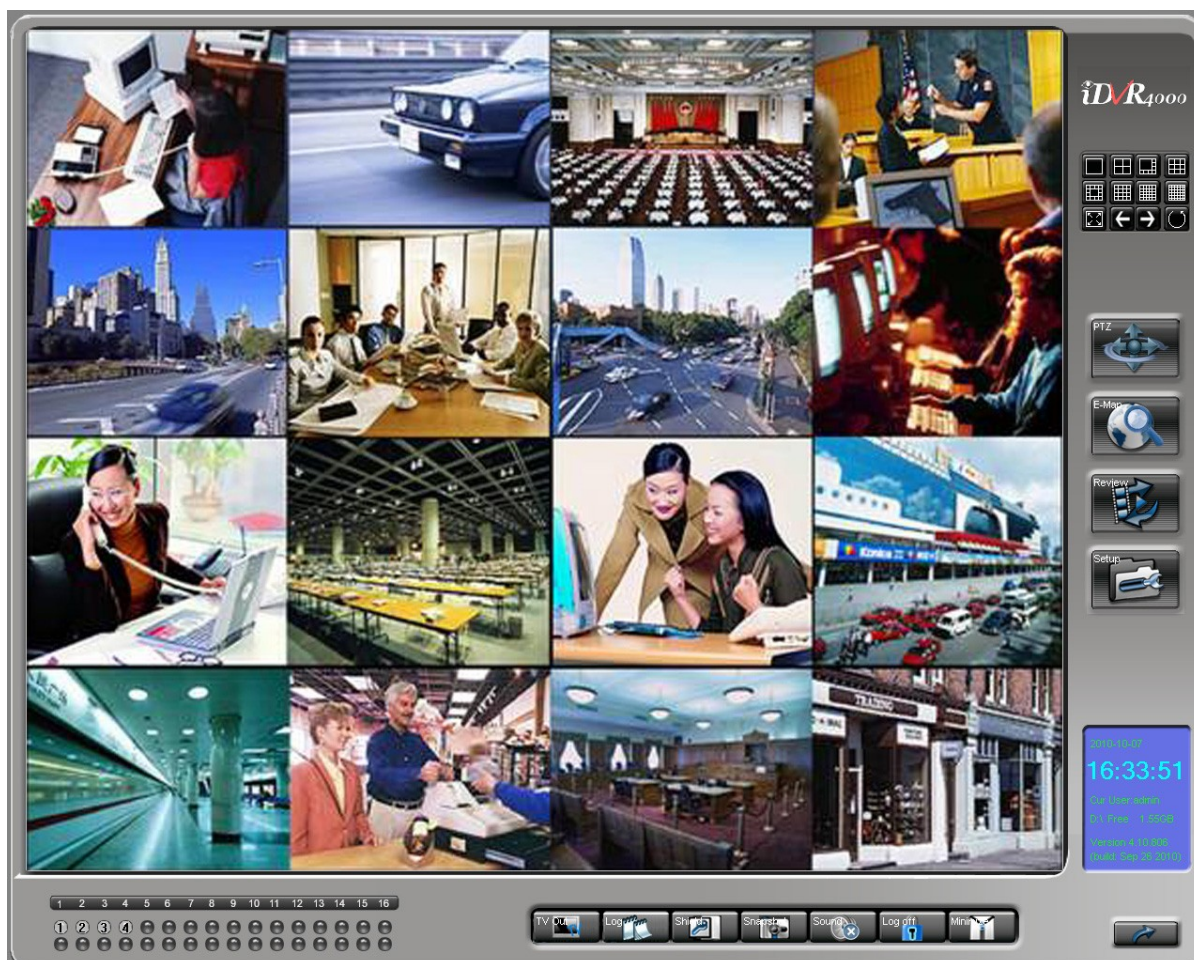 iDVR4000
PTZ
E-Map
Review
Setup
Konica
TRADING
2010-10-07
16:33:51
Cur User:admin
D:\ Free 1.55GB
Version 4.10.806
(build: Sep 26 2010)
1 2 3 4 5 6 7 8 9 10 11 12 13 14 15 16
1 2 3 4
TV Out
Log
Shield
Snapshot
Sound
Log off
Minimize